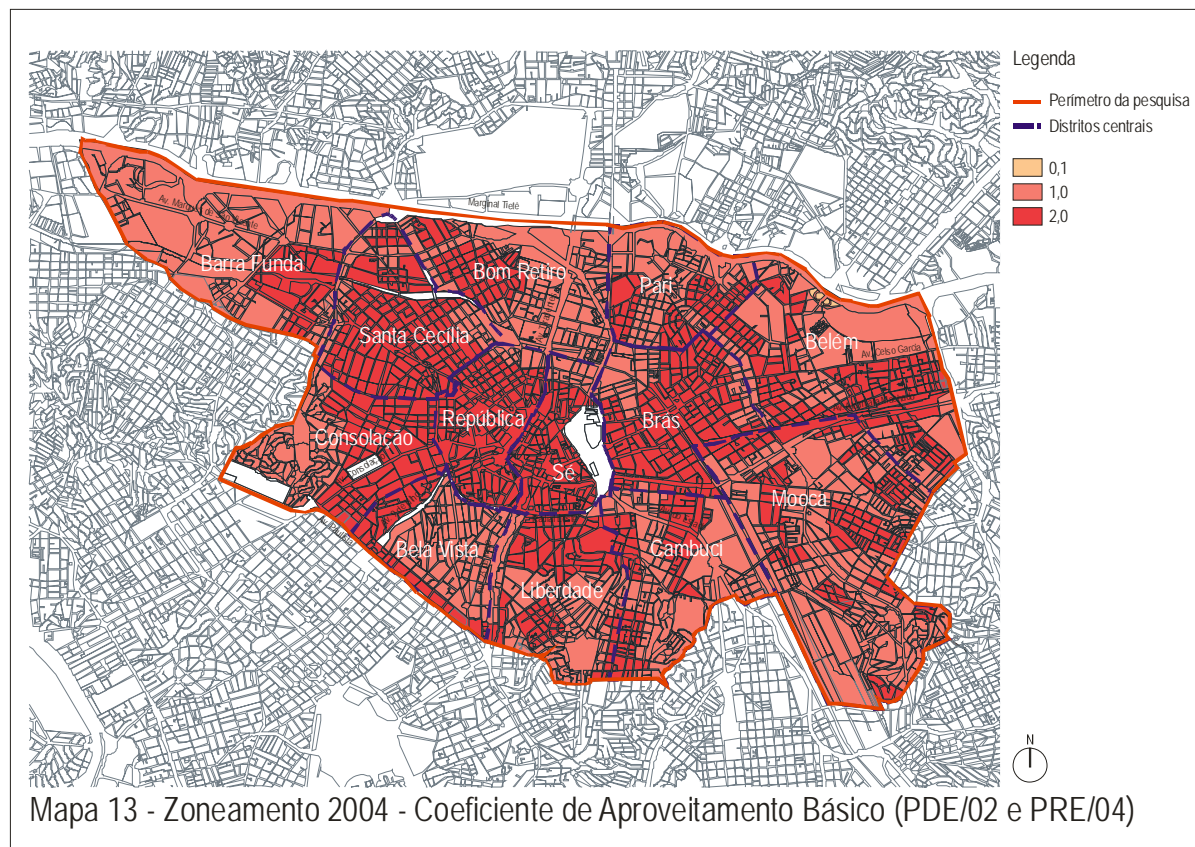 Legenda
Perímetro da pesquisa
Distritos centrais
0,1
1,0
2,0
Marginal Tietê
Barra Funda
Bom Retiro
Pari
Santa Cecília
Belém
Av. Celso Garcia
República
Brás
Consolação
Sé
Mooca
Bela Vista
Cambuci
Liberdade
N
Mapa 13 - Zoneamento 2004 - Coeficiente de Aproveitamento Básico (PDE/02 e PRE/04)